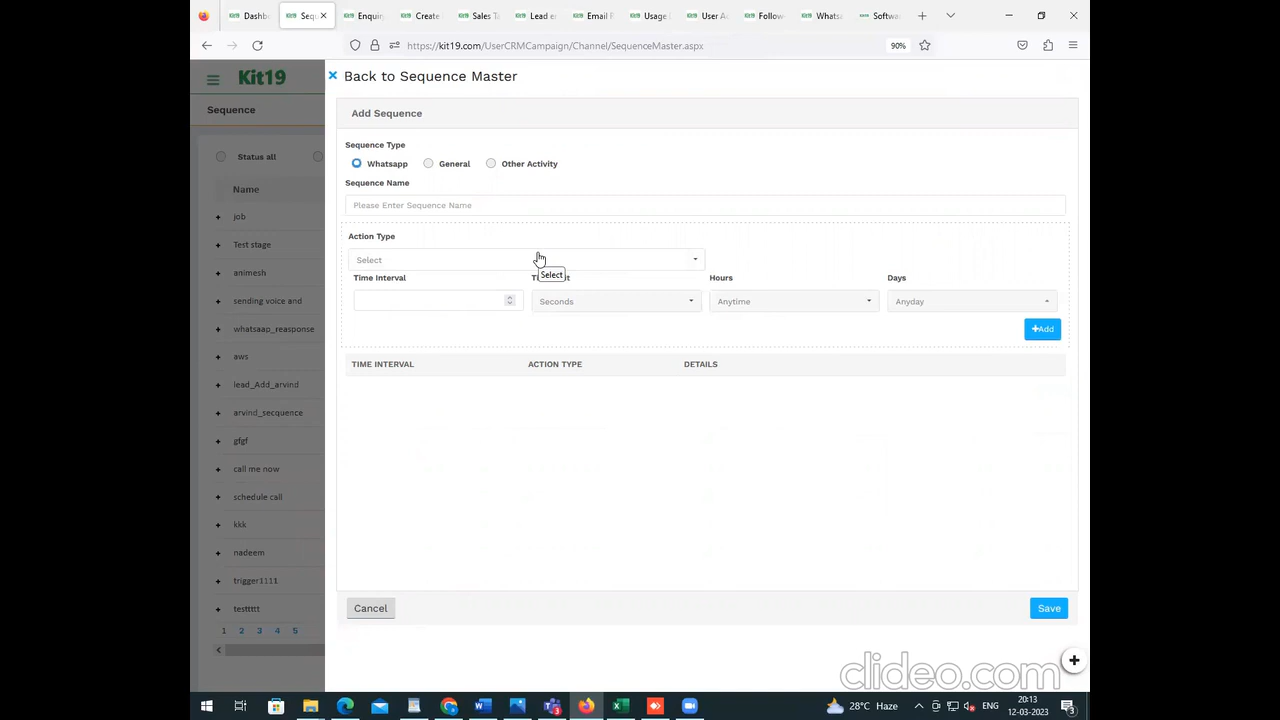 Dashb
Sequ
Enquir
Create
Sales Ta
Lead e
Email F
Usage
User A
Follow
Whats
Softwa
https://kit19.com/UserCRMCampaign/Channel/SequenceMaster.aspx
90%
Kit19
Back to Sequence Master
Sequence
Add Sequence
Sequence Type
Status all
Whatsapp General Other Activity
Sequence Name
Name
Please Enter Sequence Name
job
Action Type
Test stage
Select
Select
animesh
Time Interval
Hours
Days
sending voice and
Seconds
Anytime
Anyday
whatsaap_reasponse
+Add
aws
TIME INTERVAL ACTION TYPE DETAILS
lead_Add_arvind
arvind_secquence
gfgf
call me now
schedule call
kkk
nadeem
trigger1111
testtttt
Cancel
Save
1 2 3 4 5
clideo.com
28°C Haze
ENG
20:13
12-03-2023
3